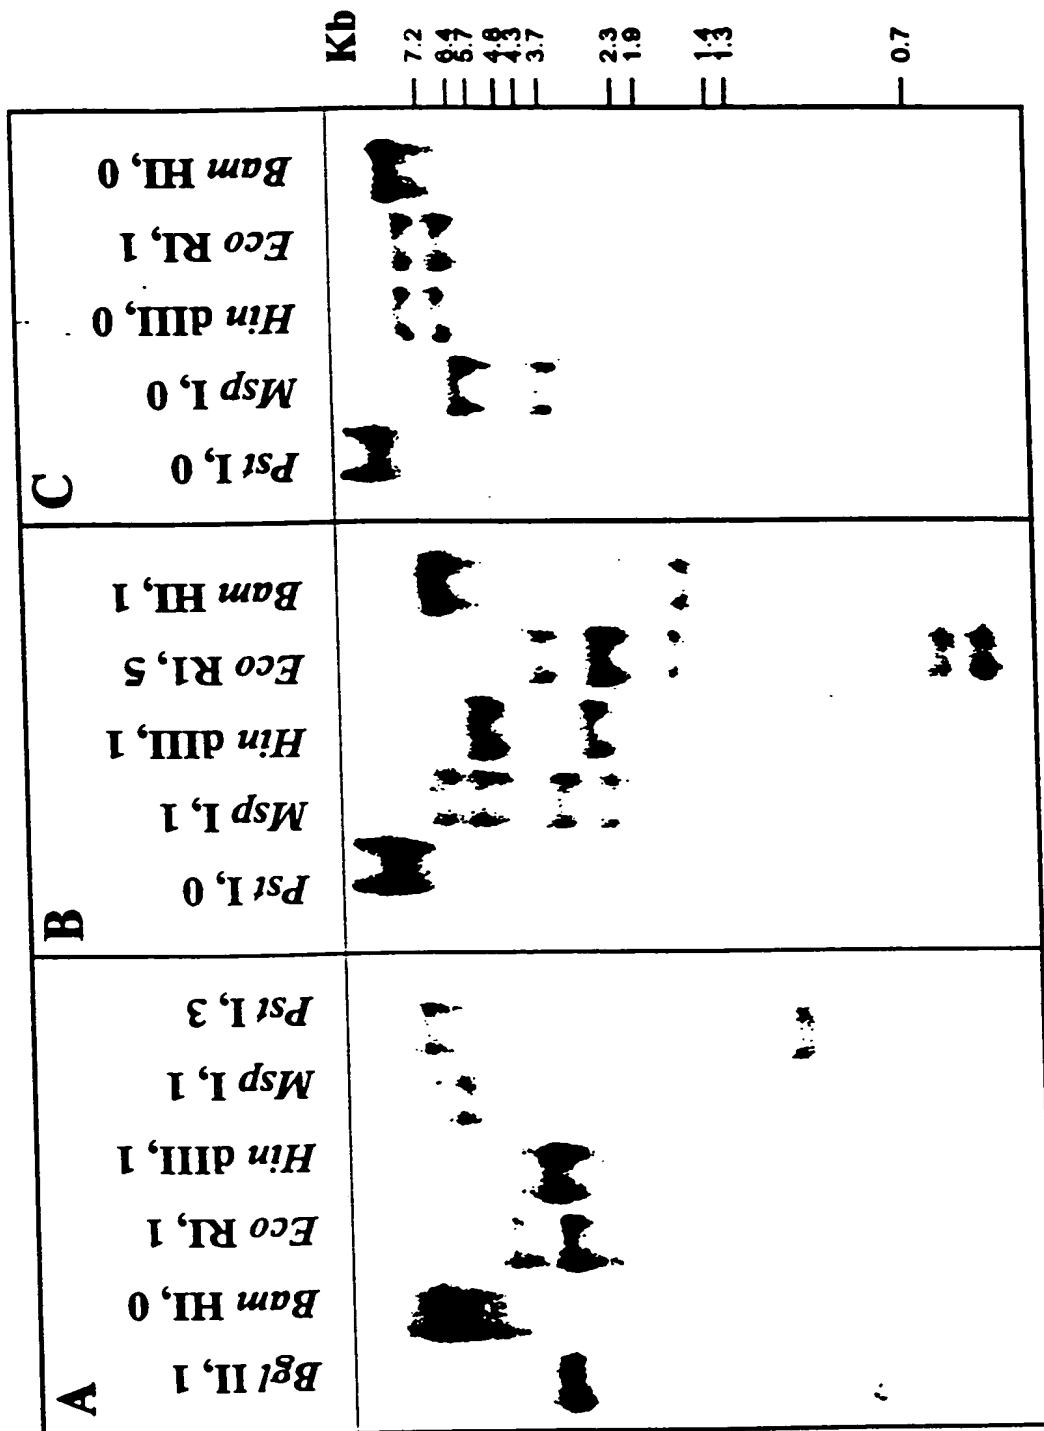 A
Bgl II, 1
Bam HI, 0
Eco RI, 1
Hin dIII, 1
Msp I, 1
Pst I, 3
B
Pst I, 0
Msp I, 1
Hin dIII, 1
Eco R1, 5
Bam HI, 1
C
Pst I, 0
Msp I, 0
Hin dIII, 0
Eco RI, 1
Bam HI, 0
Kb
7.2
6.4
5.7
4.8
4.3
3.7
2.3
1.9
1.4
1.3
0.7